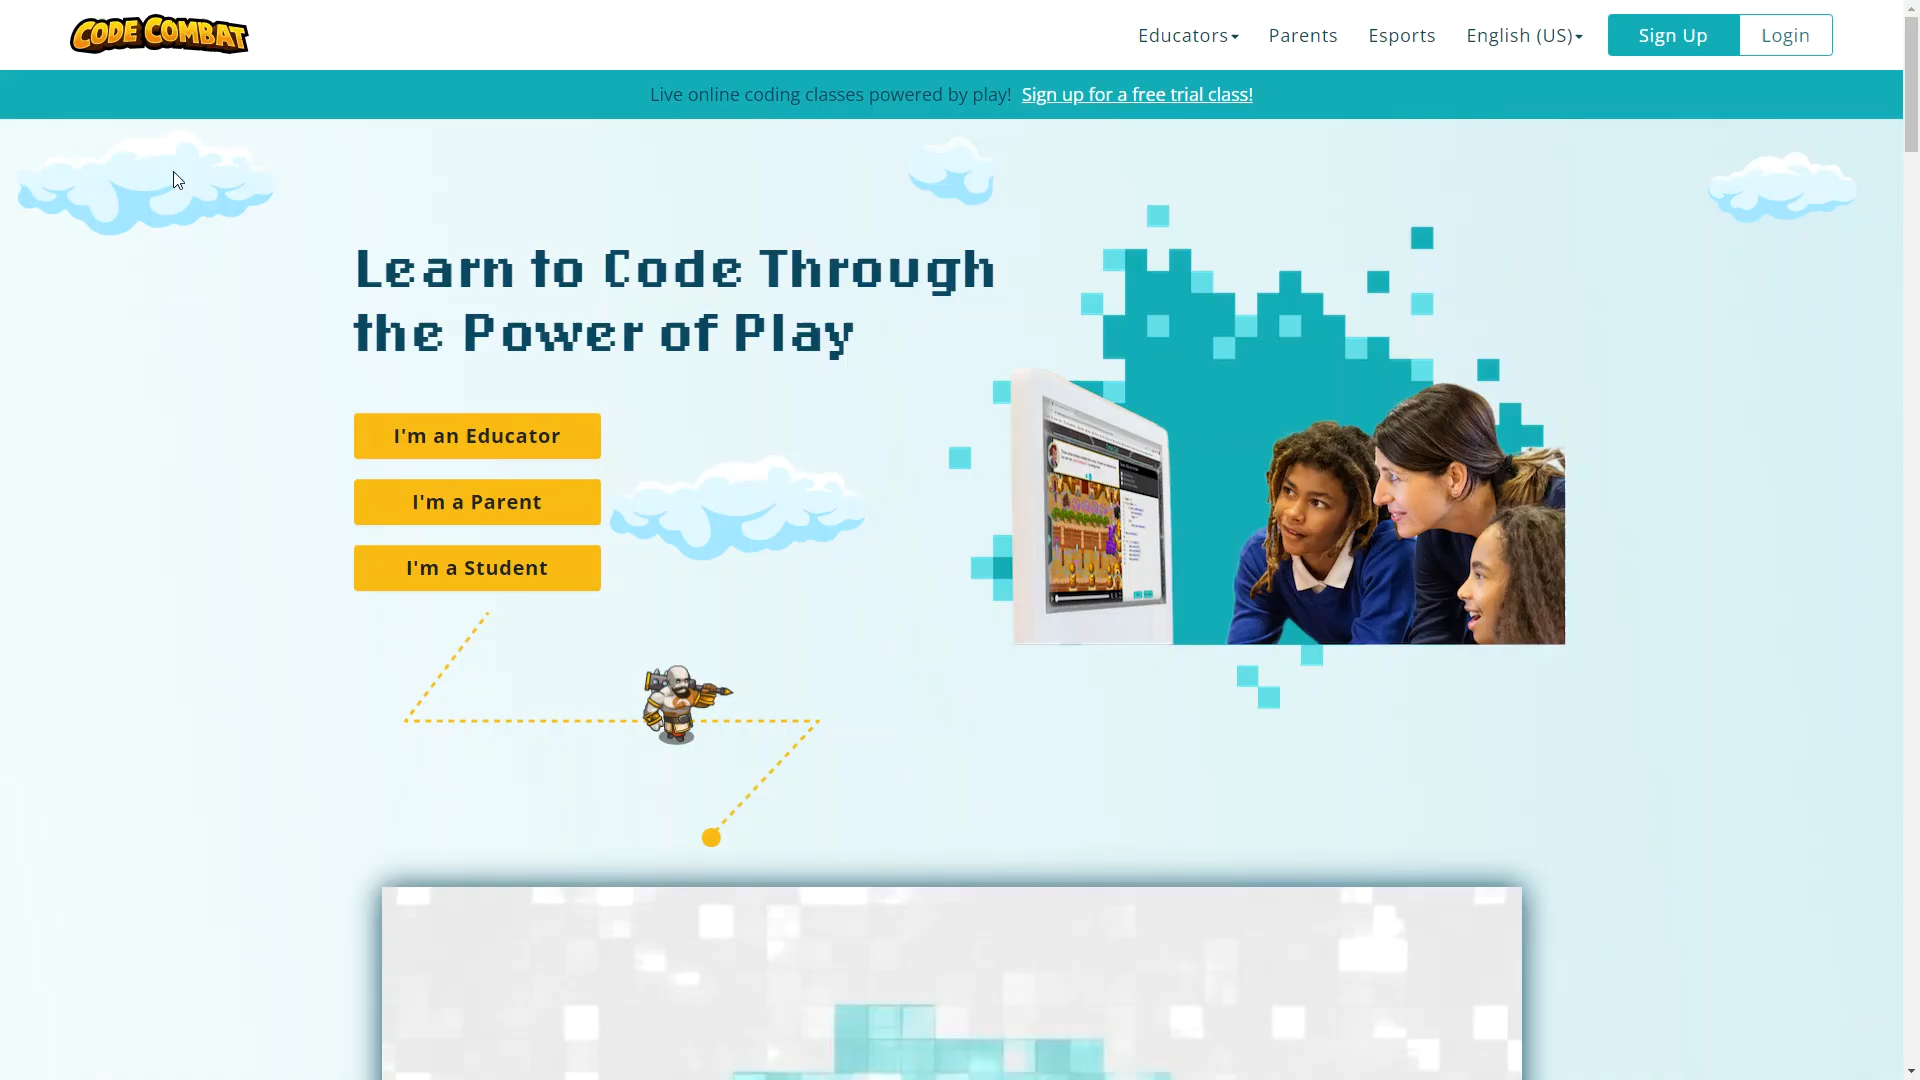 CODE COMBAT
Educators
Parents
Esports
English (US)
Sign Up
Login
Live online coding classes powered by play! Sign up for a free trial class!
Learn to Code Through
the Power of Play
I'm an Educator
I'm a Parent
I'm a Student